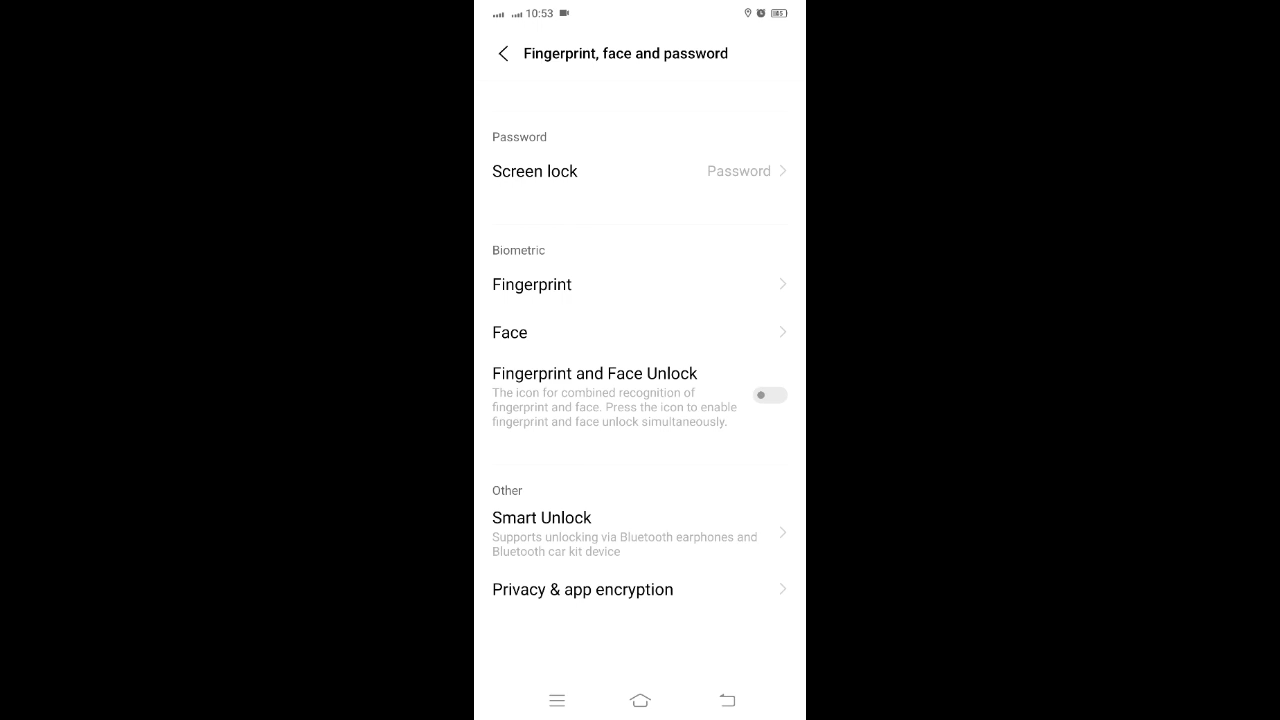 10:53
85
Fingerprint, face and password
Password
Screen lock
Password
Biometric
Fingerprint
Face
Fingerprint and Face Unlock
The icon for combined recognition of
fingerprint and face. Press the icon to enable
fingerprint and face unlock simultaneously.
Other
Smart Unlock
Supports unlocking via Bluetooth earphones and
Bluetooth car kit device
Privacy & app encryption